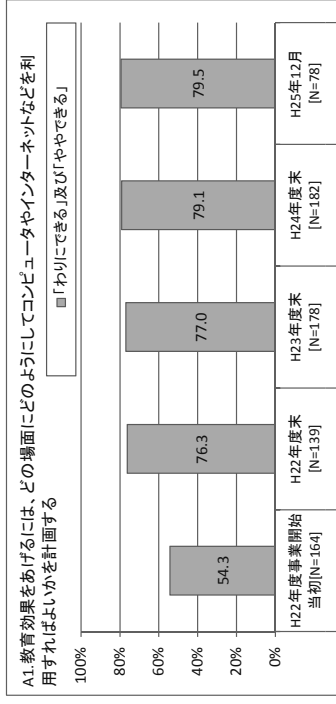 A1.教育効果をあげるには、どの場面にどのようにしてコンピュータやインターネットなどを利
用すればよいかを計画する
■「わりにできる」及び「ややできる」
100%
80%
60%
40%
20%
0%
54.3
76.3
77.0
79.1
79.5
H22年度事業開始
当初[N=164]
H22年度末
[N=139]
H23年度末
[N=178]
H24年度末
[N=182]
H25年12月
[N=78]